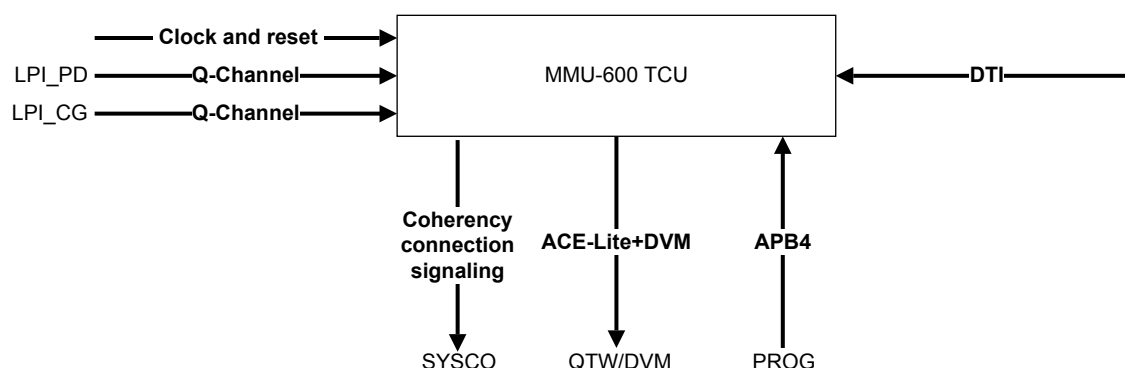 Clock and reset
LPI_PD Q-Channel MMU-600 TCU DTI
LPI_CG Q-Channel
Coherency
connection
signaling
ACE-Lite+DVM
APB4
SYSCO QTW/DVM PROG